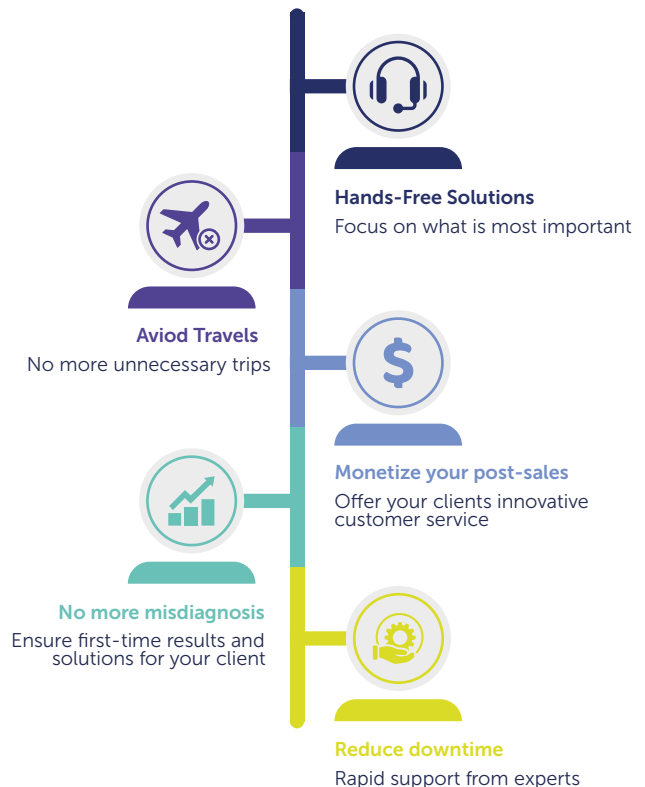 Hands-Free Solutions
Focus on what is most important
Aviod Travels
No more unnecessary trips
$
Monetize your post-sales
Offer your clients innovative
customer service
No more misdiagnosis
Ensure first-time results and
solutions for your client
Reduce downtime
Rapid support from experts